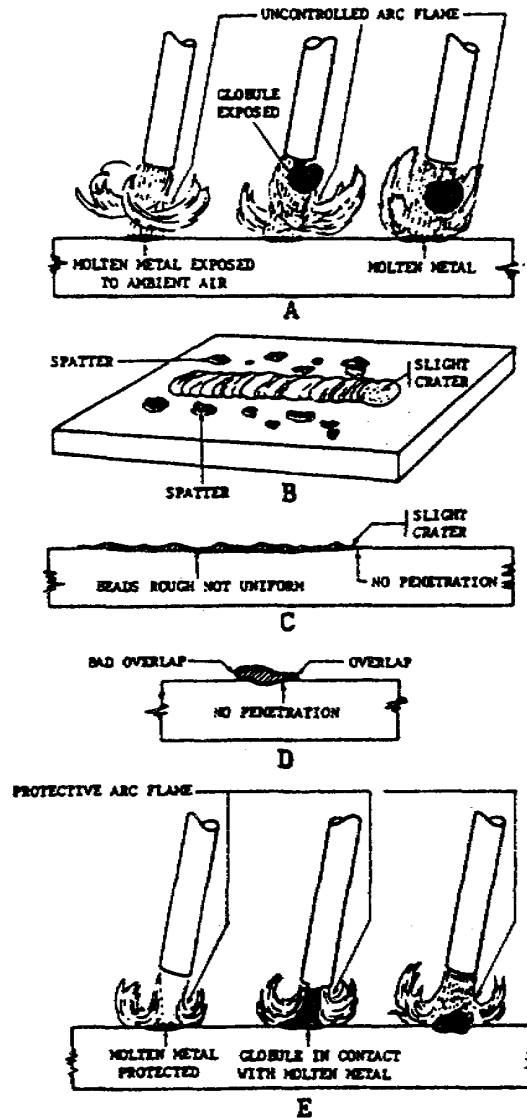 UNCONTROLLED ARC FLAME
GLOBULE
EXPOSED
MOLTEN METAL EXPOSED
TO AMBIENT AIR
MOLTEN METAL
A
SPATTER
SLIGHT
CRATER
SPATTER
B
SLIGHT
CRATER
BEADS ROUGH NOT UNIFORM
NO PENETRATION
C
BAD OVERLAP
OVERLAP
NO PENETRATION
D
PROTECTIVE ARC FLAME
MOLTEN METAL
PROTECTED
GLOBULE IN CONTACT
WITH MOLTEN METAL
E